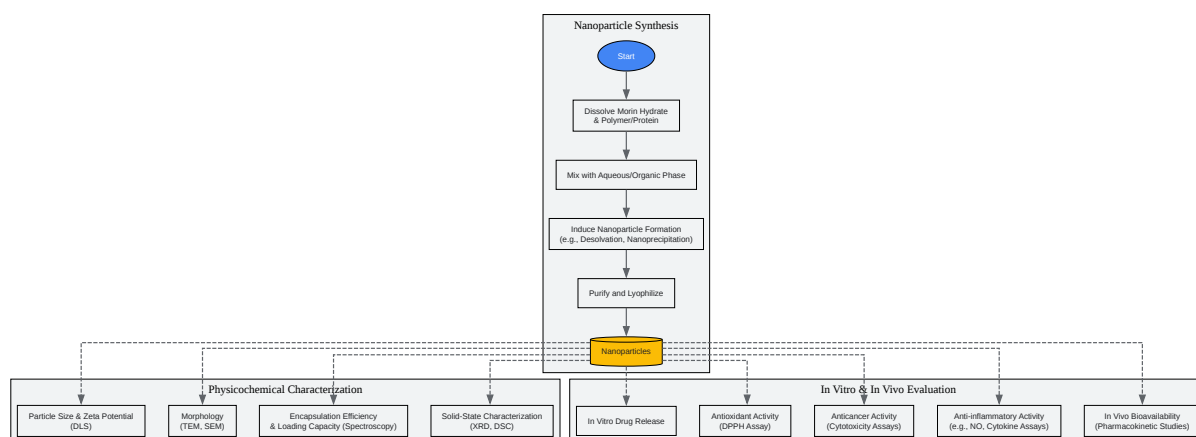 Nanoparticle Synthesis
Start
Dissolve Morin Hydrate
& Polymer/Protein
Mix with Aqueous/Organic Phase
Induce Nanoparticle Formation
(e.g., Desolvation, Nanoprecipitation)
Purify and Lyophilize
Nanoparticles
Physicochemical Characterization
Particle Size & Zeta Potential
(DLS)
Morphology
(TEM, SEM)
Encapsulation Efficiency
& Loading Capacity (Spectroscopy)
Solid-State Characterization
(XRD, DSC)
In Vitro & In Vivo Evaluation
In Vitro Drug Release
Antioxidant Activity
(DPPH Assay)
Anticancer Activity
(Cytotoxicity Assays)
Anti-inflammatory Activity
(e.g., NO, Cytokine Assays)
In Vivo Bioavailability
(Pharmacokinetic Studies)